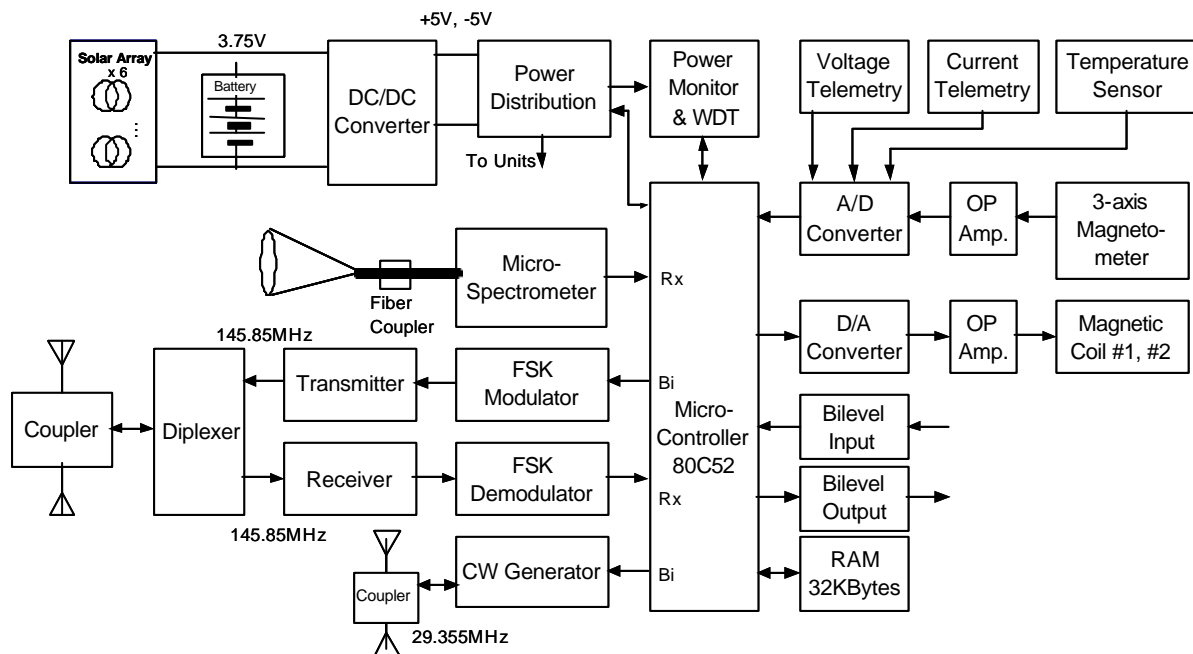 +5V, -5V
Solar Array
x 6
...
3.75V
Battery
DC/DC
Converter
Power
Distribution
To Units
Power
Monitor
& WDT
Voltage
Telemetry
Current
Telemetry
Temperature
Sensor
A/D
Converter
OP
Amp.
3-axis
Magneto-
meter
Fiber
Coupler
Micro-
Spectrometer
Rx
D/A
Converter
OP
Amp.
Magnetic
Coil #1, #2
145.85MHz
Coupler
Diplexer
Transmitter
FSK
Modulator
Bi
Micro-
Controller
80C52
Bilevel
Input
Receiver
FSK
Demodulator
Rx
Bilevel
Output
145.85MHz
Coupler
CW Generator
Bi
RAM
32KBytes
29.355MHz